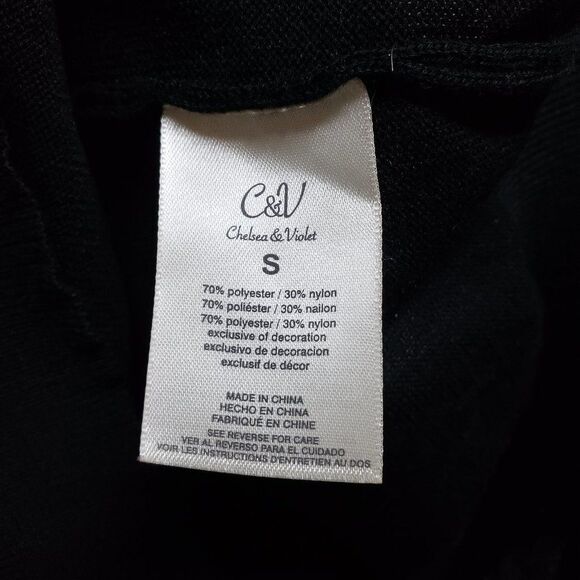 C&V
Chelsea & Violet
S
70% polyester / 30% nylon
70% poliéster / 30% nailon
70% polyester / 30% nylon
exclusive of decoration
exclusivo de decoracion
exclusif de décor
MADE IN CHINA
HECHO EN CHINA
FABRIQUÉ EN CHINE
SEE REVERSE FOR CARE
VER AL REVERSO PARA EL CUIDADO
VOIR LES INSTRUCTIONS D'ENTRETIEN AU DOS